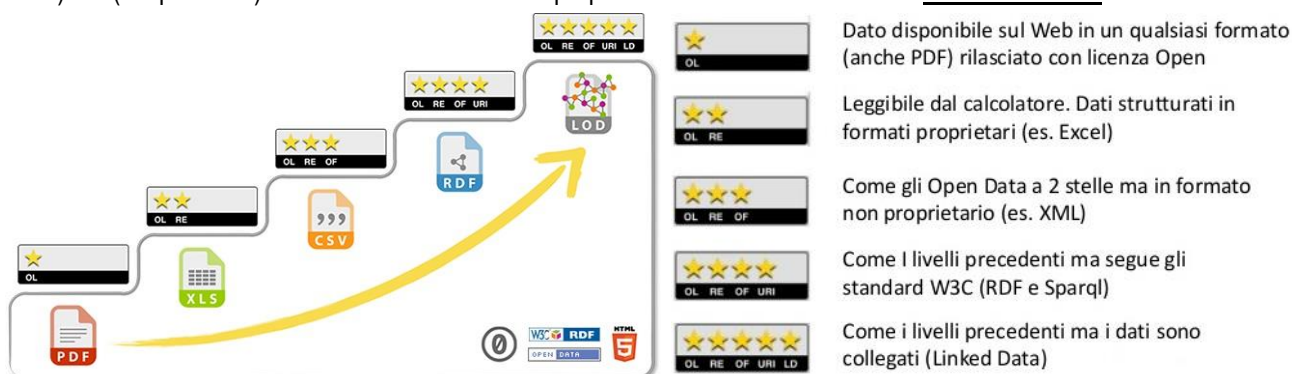 OL RE OF URI LD
OL RE OF URI
LOD
OL RE OF
RDF
OL RE
,,,
CSV
OL
XLS
PDF
0
W3C RDF
OPEN DATA
HTML
5
OL
Dato disponibile sul Web in un qualsiasi formato
(anche PDF) rilasciato con licenza Open
OL RE
Leggibile dal calcolatore. Dati strutturati in
formati proprietari (es. Excel)
OL RE OF
Come gli Open Data a 2 stelle ma in formato
non proprietario (es. XML)
OL RE OF URI
Come I livelli precedenti ma segue gli
standard W3C (RDF e Sparql)
OL RE OF URI LD
Come i livelli precedenti ma i dati sono
collegati (Linked Data)